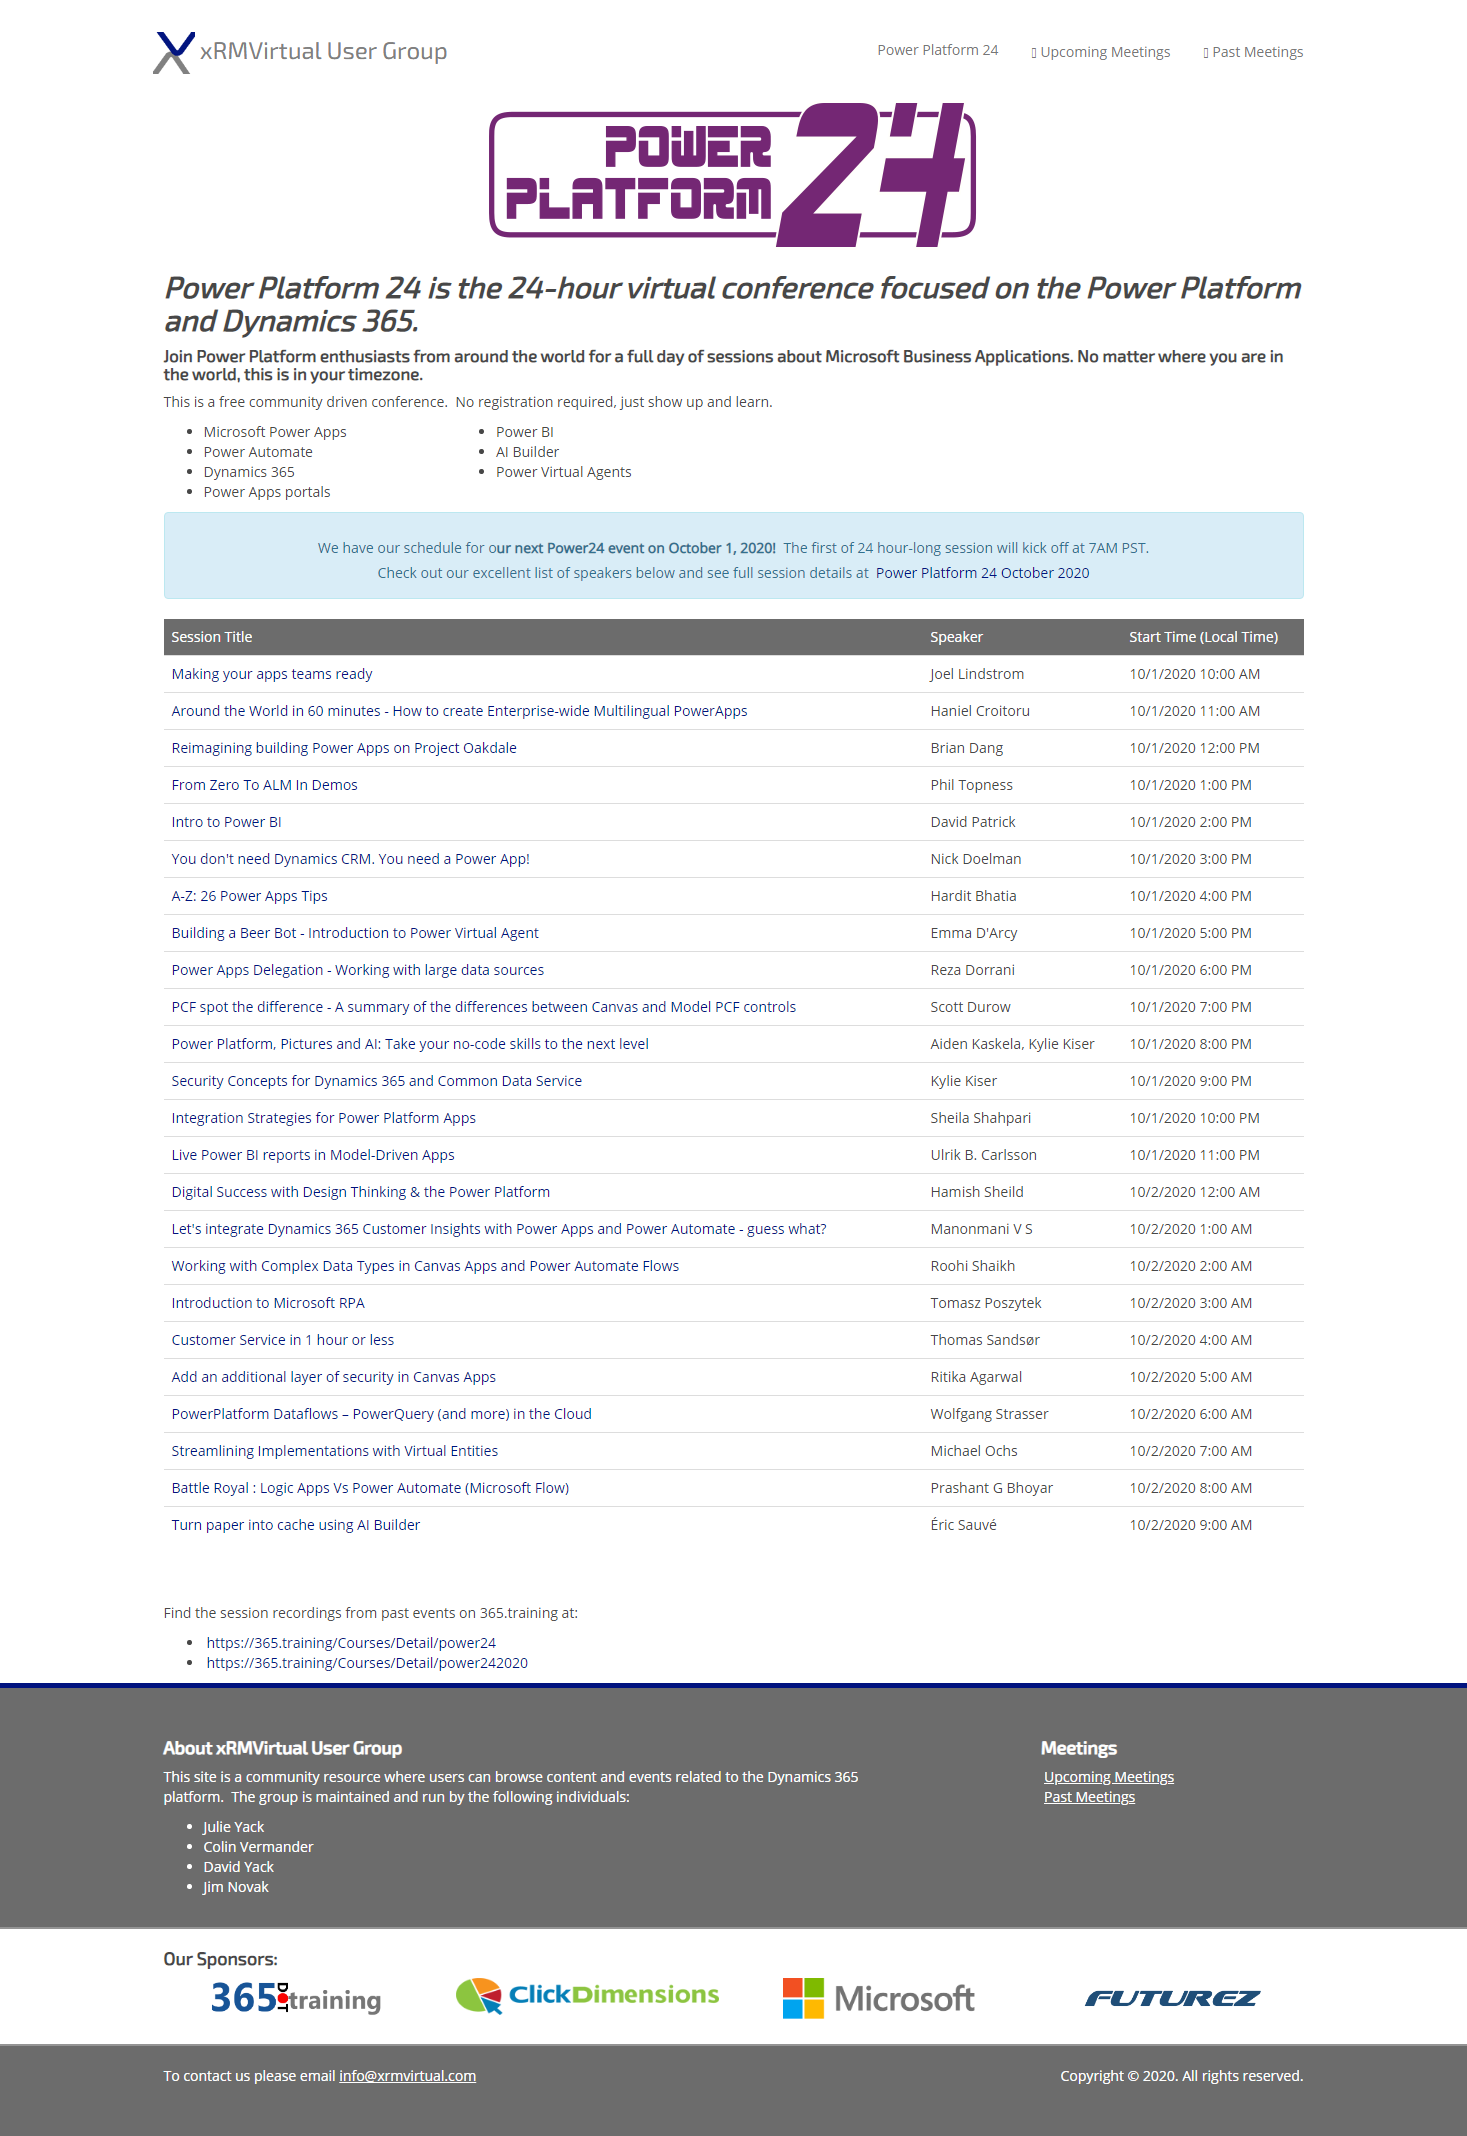 xRMVirtual User Group
Power Platform 24
Upcoming Meetings
Past Meetings
POWER PLATFORM 24
Power Platform 24 is the 24-hour virtual conference focused on the Power Platform
and Dynamics 365.
Join Power Platform enthusiasts from around the world for a full day of sessions about Microsoft Business Applications. No matter where you are in
the world, this is in your timezone.
This is a free community driven conference.  No registration required, just show up and learn.
• Microsoft Power Apps
• Power Automate
• Dynamics 365
• Power Apps portals
• Power BI
• AI Builder
• Power Virtual Agents
We have our schedule for our next Power24 event on October 1, 2020!  The first of 24 hour-long session will kick off at 7AM PST.
Check out our excellent list of speakers below and see full session details at  Power Platform 24 October 2020
Session Title Speaker Start Time (Local Time)
Making your apps teams ready Joel Lindstrom 10/1/2020 10:00 AM
Around the World in 60 minutes - How to create Enterprise-wide Multilingual PowerApps Haniel Croitoru 10/1/2020 11:00 AM
Reimagining building Power Apps on Project Oakdale Brian Dang 10/1/2020 12:00 PM
From Zero To ALM In Demos Phil Topness 10/1/2020 1:00 PM
Intro to Power BI David Patrick 10/1/2020 2:00 PM
You don't need Dynamics CRM. You need a Power App! Nick Doelman 10/1/2020 3:00 PM
A-Z: 26 Power Apps Tips Hardit Bhatia 10/1/2020 4:00 PM
Building a Beer Bot - Introduction to Power Virtual Agent Emma D'Arcy 10/1/2020 5:00 PM
Power Apps Delegation - Working with large data sources Reza Dorrani 10/1/2020 6:00 PM
PCF spot the difference - A summary of the differences between Canvas and Model PCF controls Scott Durow 10/1/2020 7:00 PM
Power Platform, Pictures and AI: Take your no-code skills to the next level Aiden Kaskela, Kylie Kiser 10/1/2020 8:00 PM
Security Concepts for Dynamics 365 and Common Data Service Kylie Kiser 10/1/2020 9:00 PM
Integration Strategies for Power Platform Apps Sheila Shahpari 10/1/2020 10:00 PM
Live Power BI reports in Model-Driven Apps Ulrik B. Carlsson 10/1/2020 11:00 PM
Digital Success with Design Thinking & the Power Platform Hamish Sheild 10/2/2020 12:00 AM
Let's integrate Dynamics 365 Customer Insights with Power Apps and Power Automate - guess what? Manonmani V S 10/2/2020 1:00 AM
Working with Complex Data Types in Canvas Apps and Power Automate Flows Roohi Shaikh 10/2/2020 2:00 AM
Introduction to Microsoft RPA Tomasz Poszytek 10/2/2020 3:00 AM
Customer Service in 1 hour or less Thomas Sandsør 10/2/2020 4:00 AM
Add an additional layer of security in Canvas Apps Ritika Agarwal 10/2/2020 5:00 AM
PowerPlatform Dataflows – PowerQuery (and more) in the Cloud Wolfgang Strasser 10/2/2020 6:00 AM
Streamlining Implementations with Virtual Entities Michael Ochs 10/2/2020 7:00 AM
Battle Royal : Logic Apps Vs Power Automate (Microsoft Flow) Prashant G Bhoyar 10/2/2020 8:00 AM
Turn paper into cache using AI Builder Éric Sauvé 10/2/2020 9:00 AM
Find the session recordings from past events on 365.training at:
• https://365.training/Courses/Detail/power24
• https://365.training/Courses/Detail/power242020
About xRMVirtual User Group
This site is a community resource where users can browse content and events related to the Dynamics 365
platform.  The group is maintained and run by the following individuals:
• Julie Yack
• Colin Vermander
• David Yack
• Jim Novak
Meetings
Upcoming Meetings
Past Meetings
Our Sponsors:
365 DOT training
ClickDimensions
Microsoft
FUTUREZ
To contact us please email info@xrmvirtual.com
Copyright © 2020. All rights reserved.